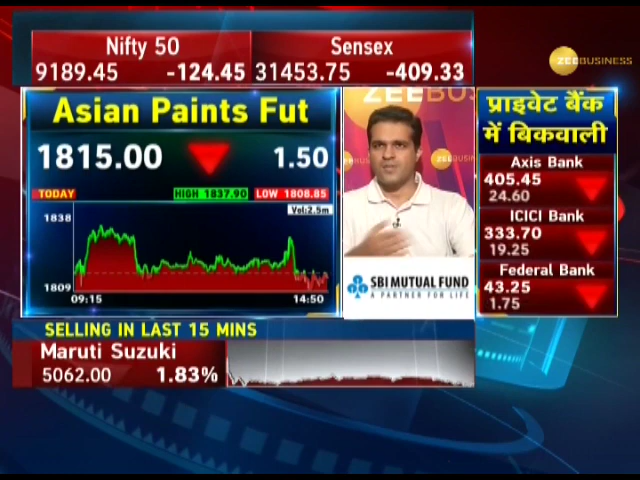 Nifty 50
9189.45 -124.45
Sensex
31453.75 -409.33
ZEEBUSINESS
Asian Paints Fut
1815.00 1.50
TODAY HIGH 1837.90 LOW 1808.85
Vol:2.5m
1838
1809
09:15 14:50
ZEEBUS
ZEEBUSINESS
SBI MUTUAL FUND
A PARTNER FOR LIFE
प्राइवेट बैंक
में बिकवाली
Axis Bank
405.45
24.60
ICICI Bank
333.70
19.25
Federal Bank
43.25
1.75
SELLING IN LAST 15 MINS
Maruti Suzuki
5062.00 1.83%